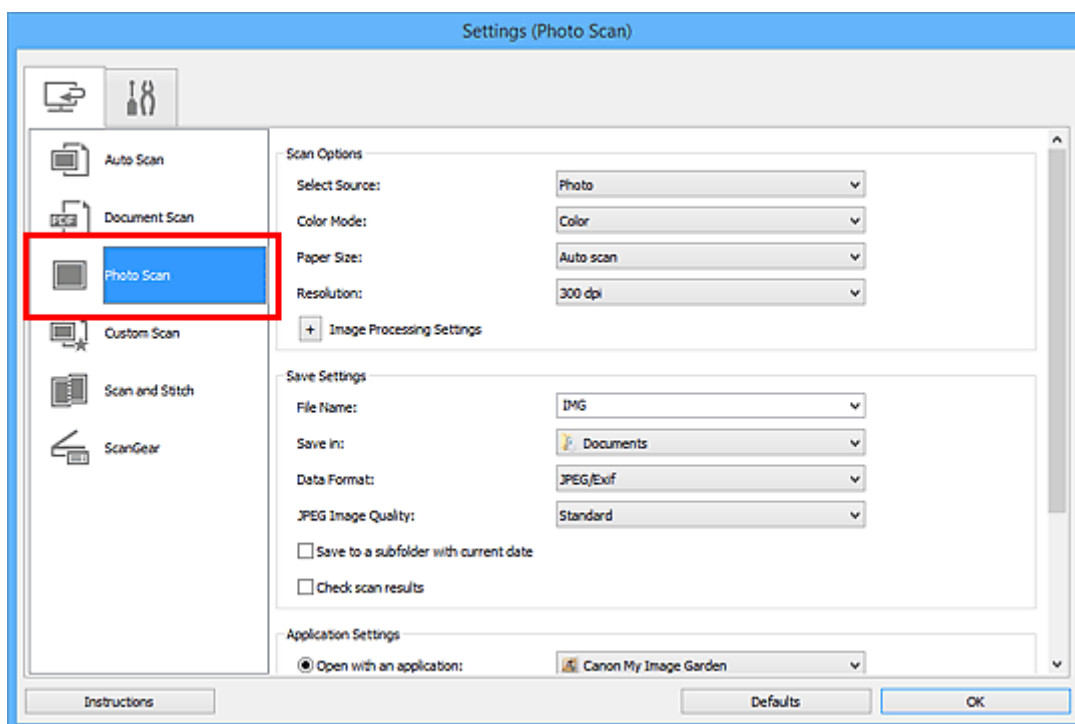 Settings (Photo Scan)
Auto Scan
PDF
Document Scan
Photo Scan
Custom Scan
Scan and Stitch
ScanGear
Scan Options
Select Source: Photo
Color Mode: Color
Paper Size: Auto scan
Resolution: 300 dpi
+ Image Processing Settings
Save Settings
File Name: IMG
Save in: Documents
Data Format: JPEG/Exif
JPEG Image Quality: Standard
Save to a subfolder with current date
Check scan results
Application Settings
Open with an application: Canon My Image Garden
Instructions Defaults OK